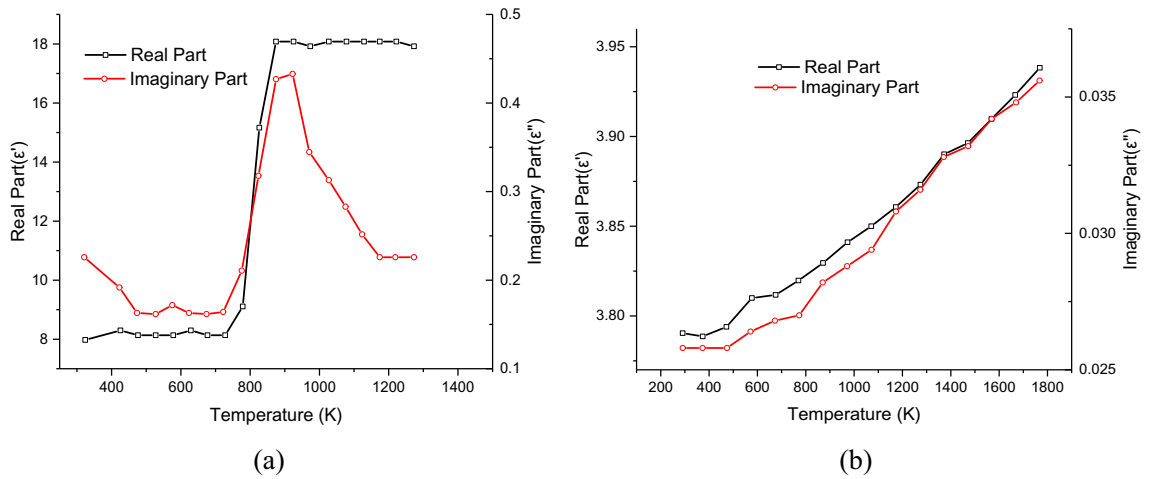 18
16
14
12
10
8
Real Part(ε')
0.5
0.4
0.3
0.2
0.1
Imaginary Part(ε")
Real Part
Imaginary Part
400 600 800 1000 1200 1400
Temperature (K)
(a)
3.95
3.90
3.85
3.80
Real Part(ε')
0.035
0.030
0.025
Imaginary Part(ε")
Real Part
Imaginary Part
200 400 600 800 1000 1200 1400 1600 1800
Temperature (K)
(b)